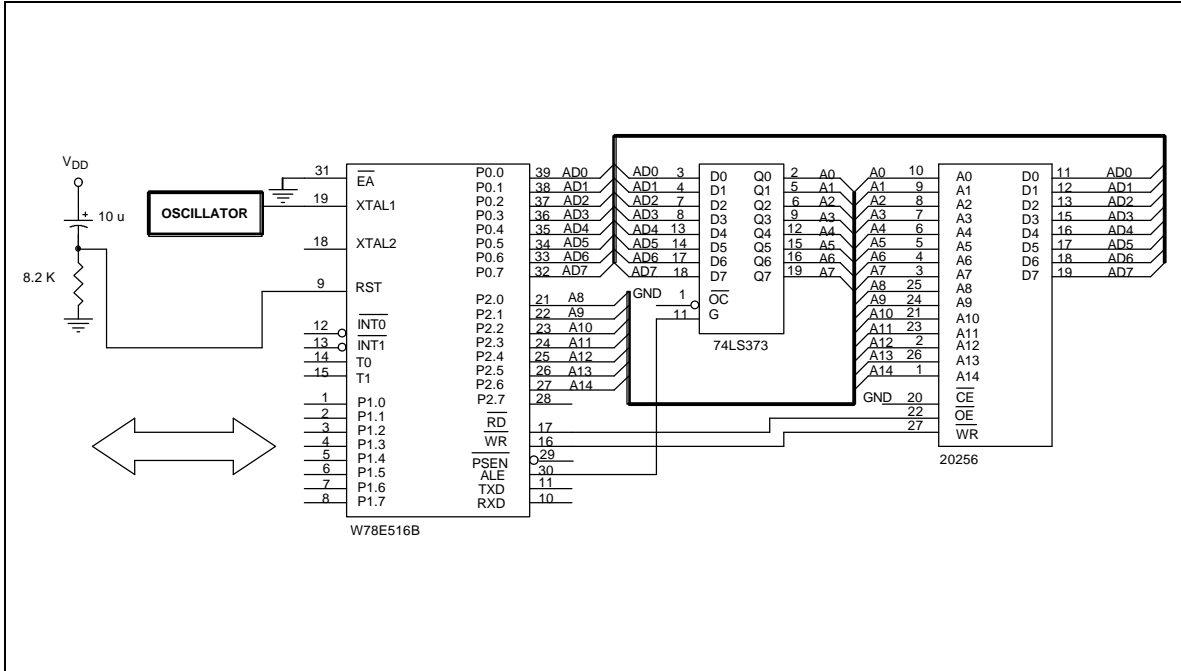 VDD
10 u
+
8.2 K
OSCILLATOR
31 EA
19 XTAL1
18 XTAL2
9 RST
12 INT0
13 INT1
14 T0
15 T1
1 P1.0
2 P1.1
3 P1.2
4 P1.3
5 P1.4
6 P1.5
7 P1.6
8 P1.7
P0.0 39 AD0
P0.1 38 AD1
P0.2 37 AD2
P0.3 36 AD3
P0.4 35 AD4
P0.5 34 AD5
P0.6 33 AD6
P0.7 32 AD7
P2.0 21 A8
P2.1 22 A9
P2.2 23 A10
P2.3 24 A11
P2.4 25 A12
P2.5 26 A13
P2.6 27 A14
P2.7 28
RD 17
WR 16
PSEN 29
ALE 30
TXD 11
RXD 10
W78E516B
AD0 3 D0 Q0 2 A0
AD1 4 D1 Q1 5 A1
AD2 7 D2 Q2 6 A2
AD3 8 D3 Q3 9 A3
AD4 13 D4 Q4 12 A4
AD5 14 D5 Q5 15 A5
AD6 17 D6 Q6 16 A6
AD7 18 D7 Q7 19 A7
GND 1 OC
11 G
74LS373
A0 10 A0 D0 11 AD0
A1 9 A1 D1 12 AD1
A2 8 A2 D2 13 AD2
A3 7 A3 D3 15 AD3
A4 6 A4 D4 16 AD4
A5 5 A5 D5 17 AD5
A6 4 A6 D6 18 AD6
A7 3 A7 D7 19 AD7
A8 25 A8
A9 24 A9
A10 21 A10
A11 23 A11
A12 2 A12
A13 26 A13
A14 1 A14
GND 20 CE
22 OE
27 WR
20256